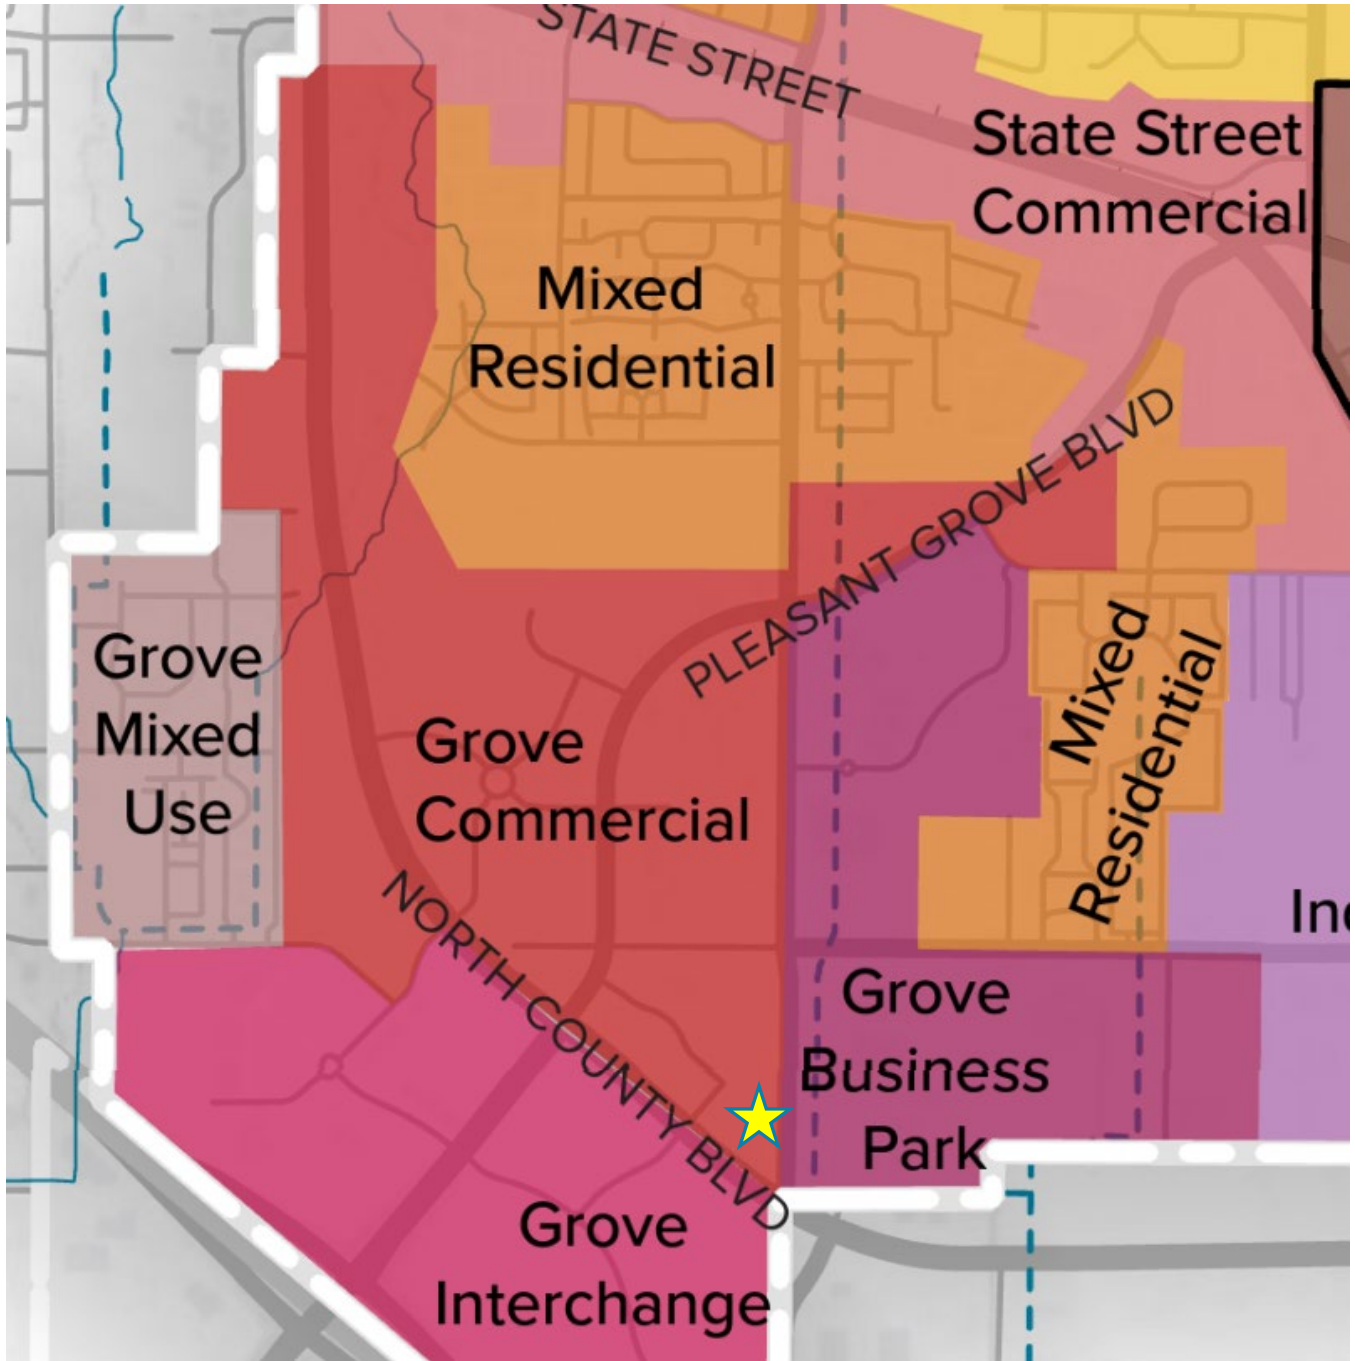 STATE STREET
State Street
Commercial
Mixed
Residential
PLEASANT GROVE BLVD
Grove
Mixed
Use
Mixed
Residential
Grove
Commercial
NORTH COUNTY BLVD
Grove
Business
Park
Grove
Interchange